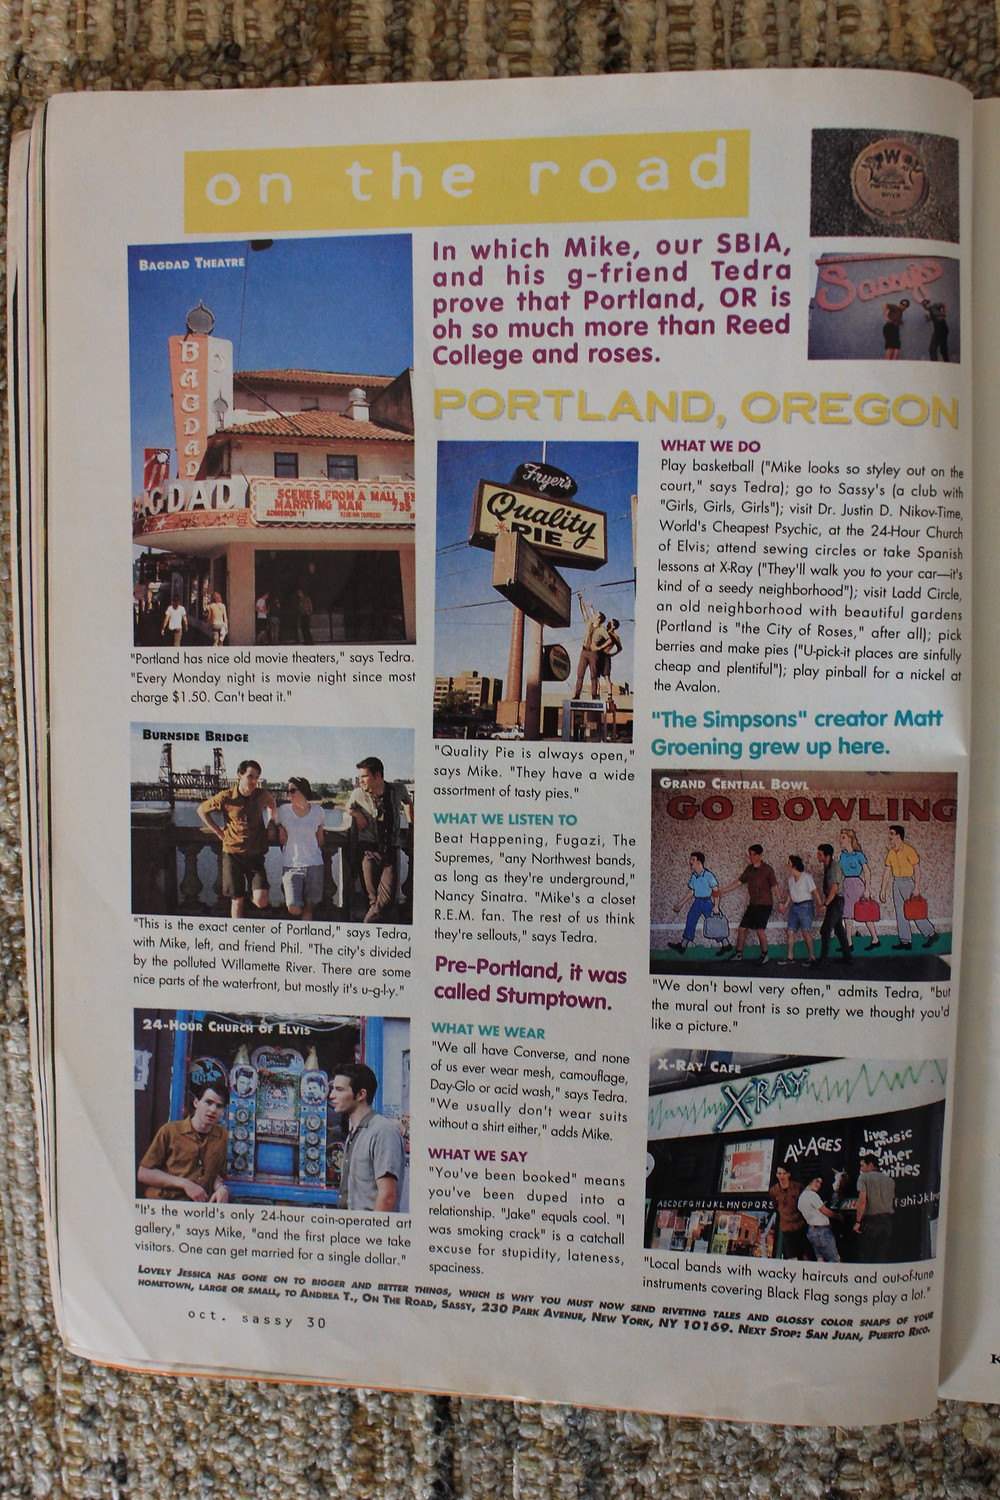 on the road
In which Mike, our SBIA,
and his g-friend Tedra
prove that Portland, OR is
oh so much more than Reed
College and roses.
Sassy's
PORTLAND, OREGON
BAGDAD THEATRE
BAGDAD
AGDAD
SCENES FROM A MALL
MARRYING MAN 735
"Portland has nice old movie theaters," says Tedra.
"Every Monday night is movie night since most
charge $1.50. Can't beat it."
BURNSIDE BRIDGE
"This is the exact center of Portland," says Tedra,
with Mike, left, and friend Phil. "The city's divided
by the polluted Willamette River. There are some
nice parts of the waterfront, but mostly it's u-g-l-y."
24-HOUR CHURCH OF ELVIS
"It's the world's only 24-hour coin-operated art
gallery," says Mike, "and the first place we take
visitors. One can get married for a single dollar."
Fryer's
Quality
PIE
"Quality Pie is always open,"
says Mike. "They have a wide
assortment of tasty pies."
WHAT WE LISTEN TO
Beat Happening, Fugazi, The
Supremes, "any Northwest bands,
as long as they're underground,"
Nancy Sinatra. "Mike's a closet
R.E.M. fan. The rest of us think
they're sellouts," says Tedra.
Pre-Portland, it was
called Stumptown.
WHAT WE WEAR
"We all have Converse, and none
of us ever wear mesh, camouflage,
Day-Glo or acid wash," says Tedra.
"We usually don't wear suits
without a shirt either," adds Mike.
WHAT WE SAY
"You've been booked" means
you've been duped into a
relationship. "Jake" equals cool. "I
was smoking crack" is a catchall
excuse for stupidity, lateness,
spaciness.
WHAT WE DO
Play basketball ("Mike looks so styley out on the
court," says Tedra); go to Sassy's (a club with
"Girls, Girls, Girls"); visit Dr. Justin D. Nikov-Time,
World's Cheapest Psychic, at the 24-Hour Church
of Elvis; attend sewing circles or take Spanish
lessons at X-Ray ("They'll walk you to your car—it's
kind of a seedy neighborhood"); visit Ladd Circle,
an old neighborhood with beautiful gardens
(Portland is "the City of Roses," after all); pick
berries and make pies ("U-pick-it places are sinfully
cheap and plentiful"); play pinball for a nickel at
the Avalon.
"The Simpsons" creator Matt
Groening grew up here.
GRAND CENTRAL BOWL
GO BOWLING
"We don't bowl very often," admits Tedra, "but
the mural out front is so pretty we thought you'd
like a picture."
X-RAY CAFE
X-RAY
ALL AGES
live
music
and other
vities
ABCDEFGHIJKLMNOPQRS
fghijklm
"Local bands with wacky haircuts and out-of-tune
instruments covering Black Flag songs play a lot."
LOVELY JESSICA HAS GONE ON TO BIGGER AND BETTER THINGS, WHICH IS WHY YOU MUST NOW SEND RIVETING TALES AND GLOSSY COLOR SNAPS OF YOUR
HOMETOWN, LARGE OR SMALL, TO ANDREA T., ON THE ROAD, SASSY, 230 PARK AVENUE, NEW YORK, NY 10169. NEXT STOP: SAN JUAN, PUERTO RICO.
oct. sassy 30